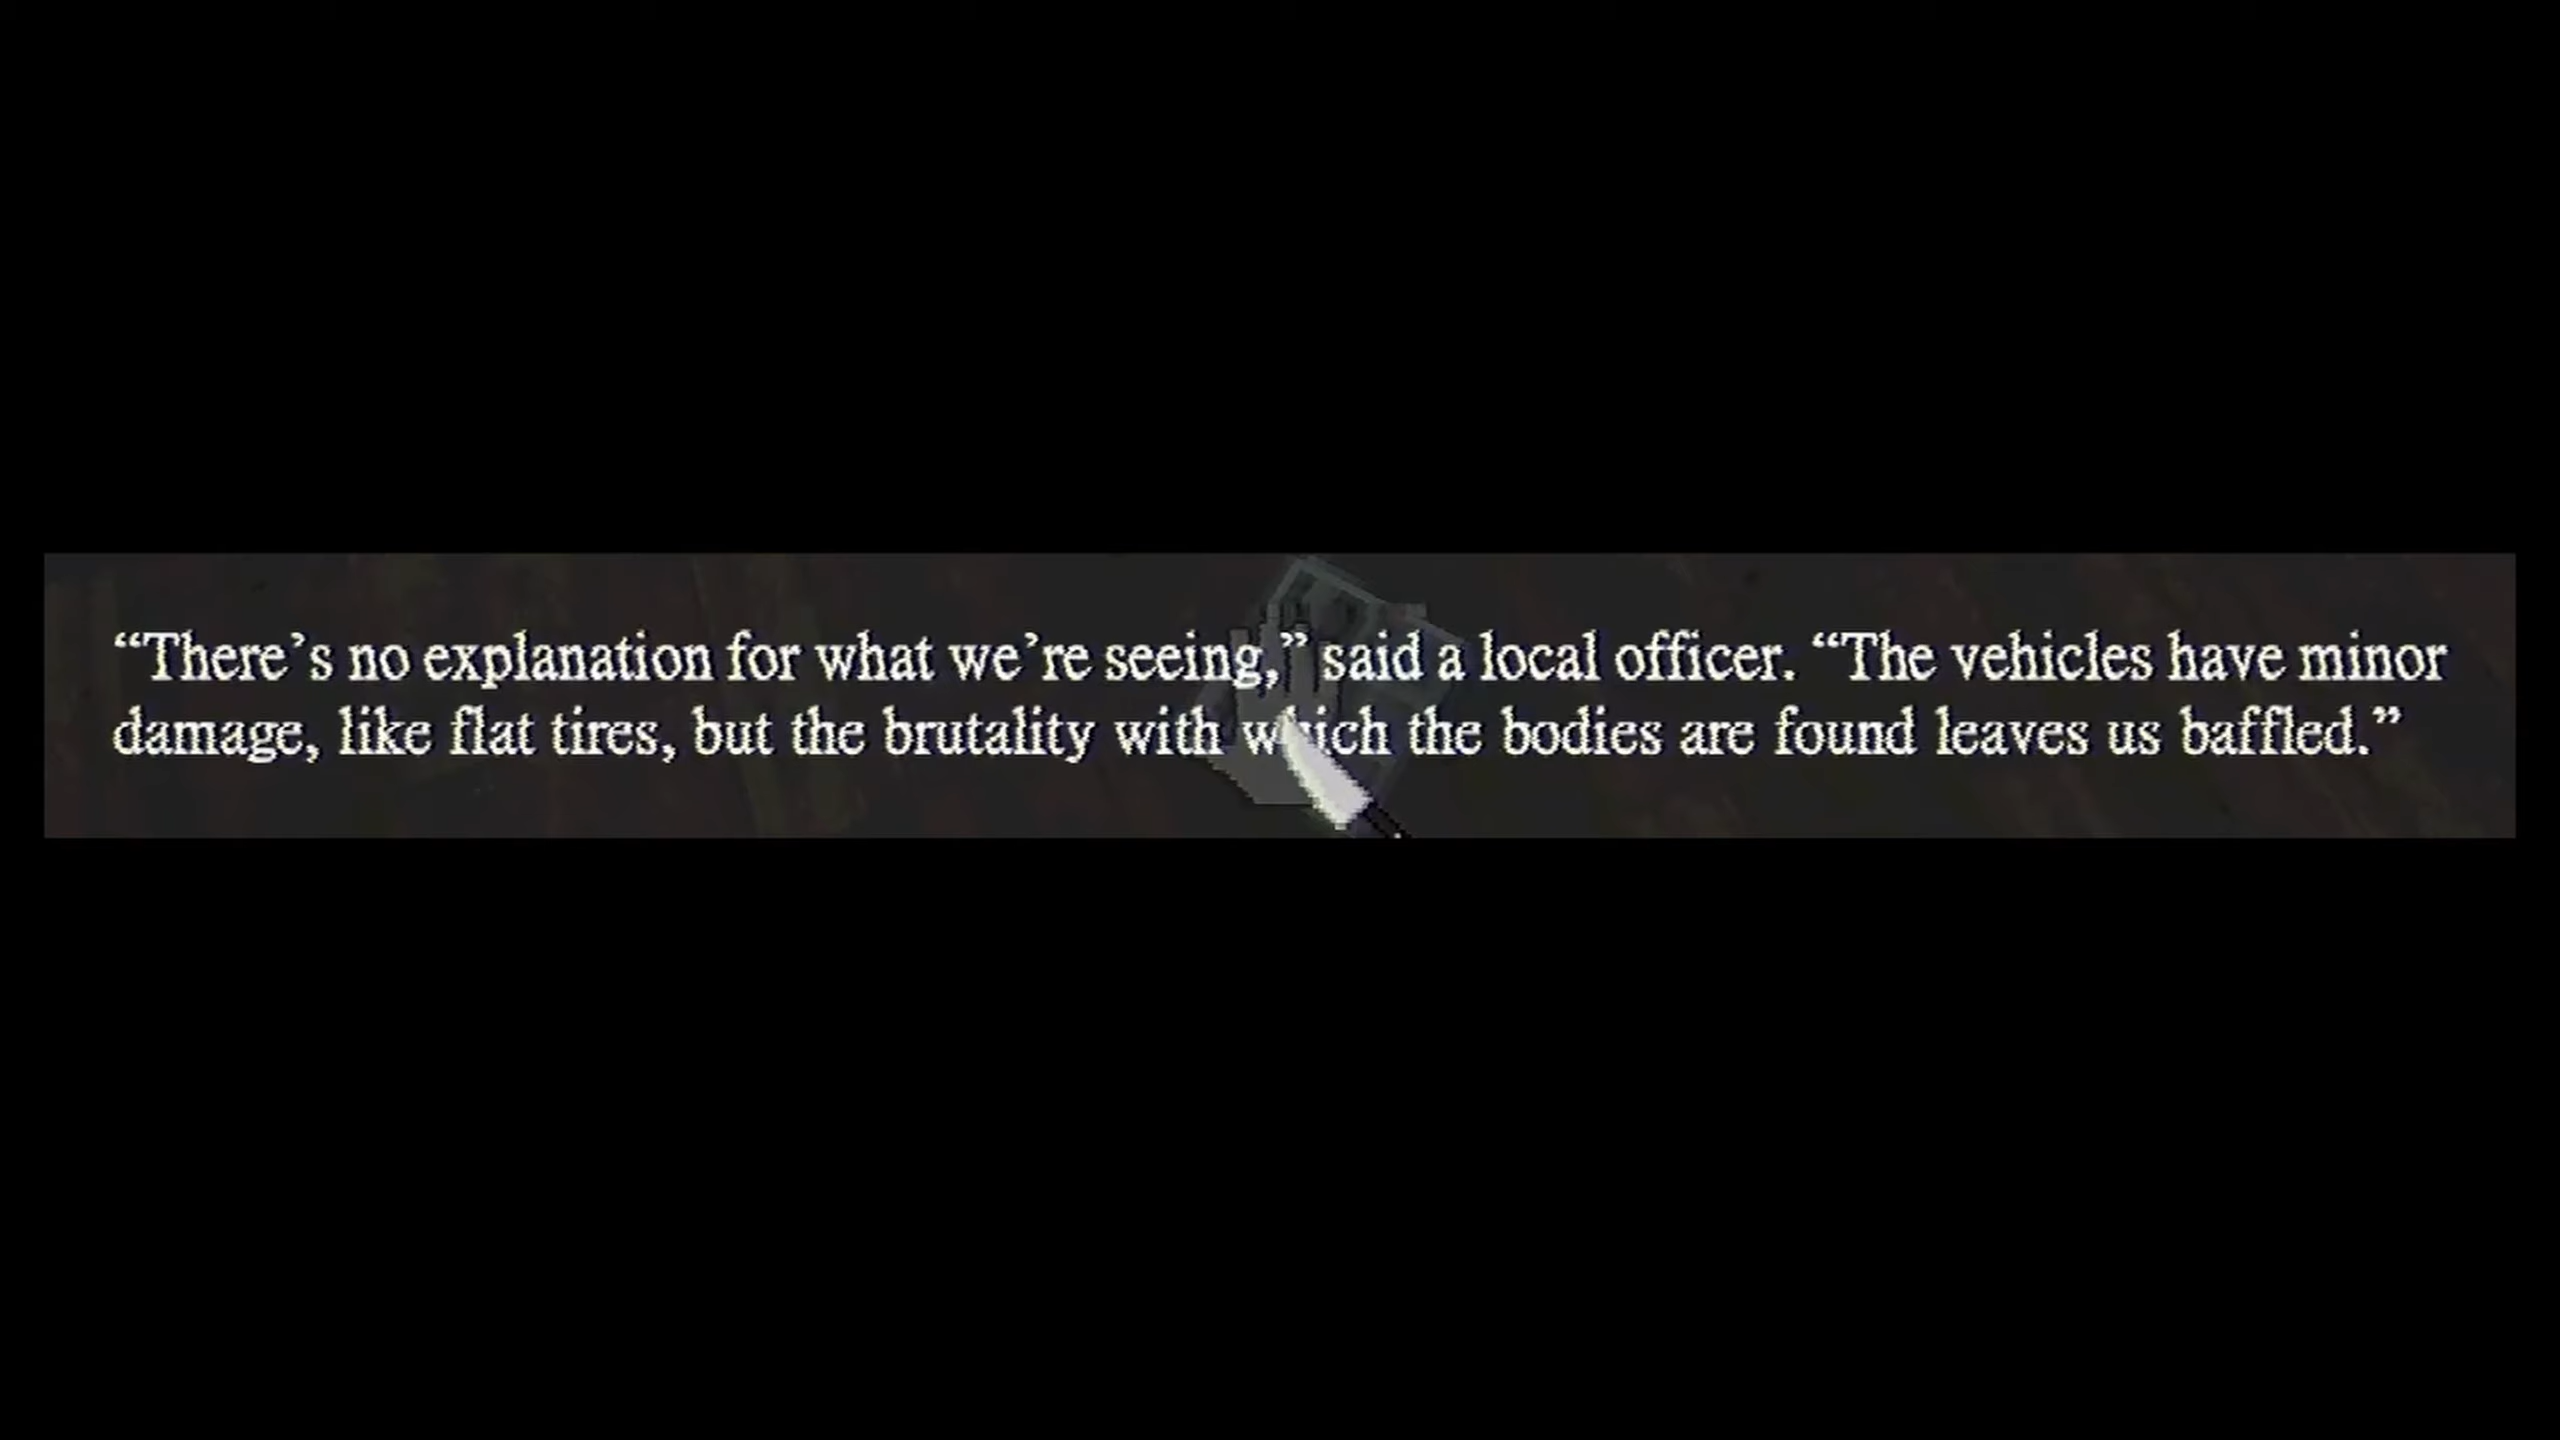 “There’s no explanation for what we’re seeing,” said a local officer. “The vehicles have minor
damage, like flat tires, but the brutality with which the bodies are found leaves us baffled.”